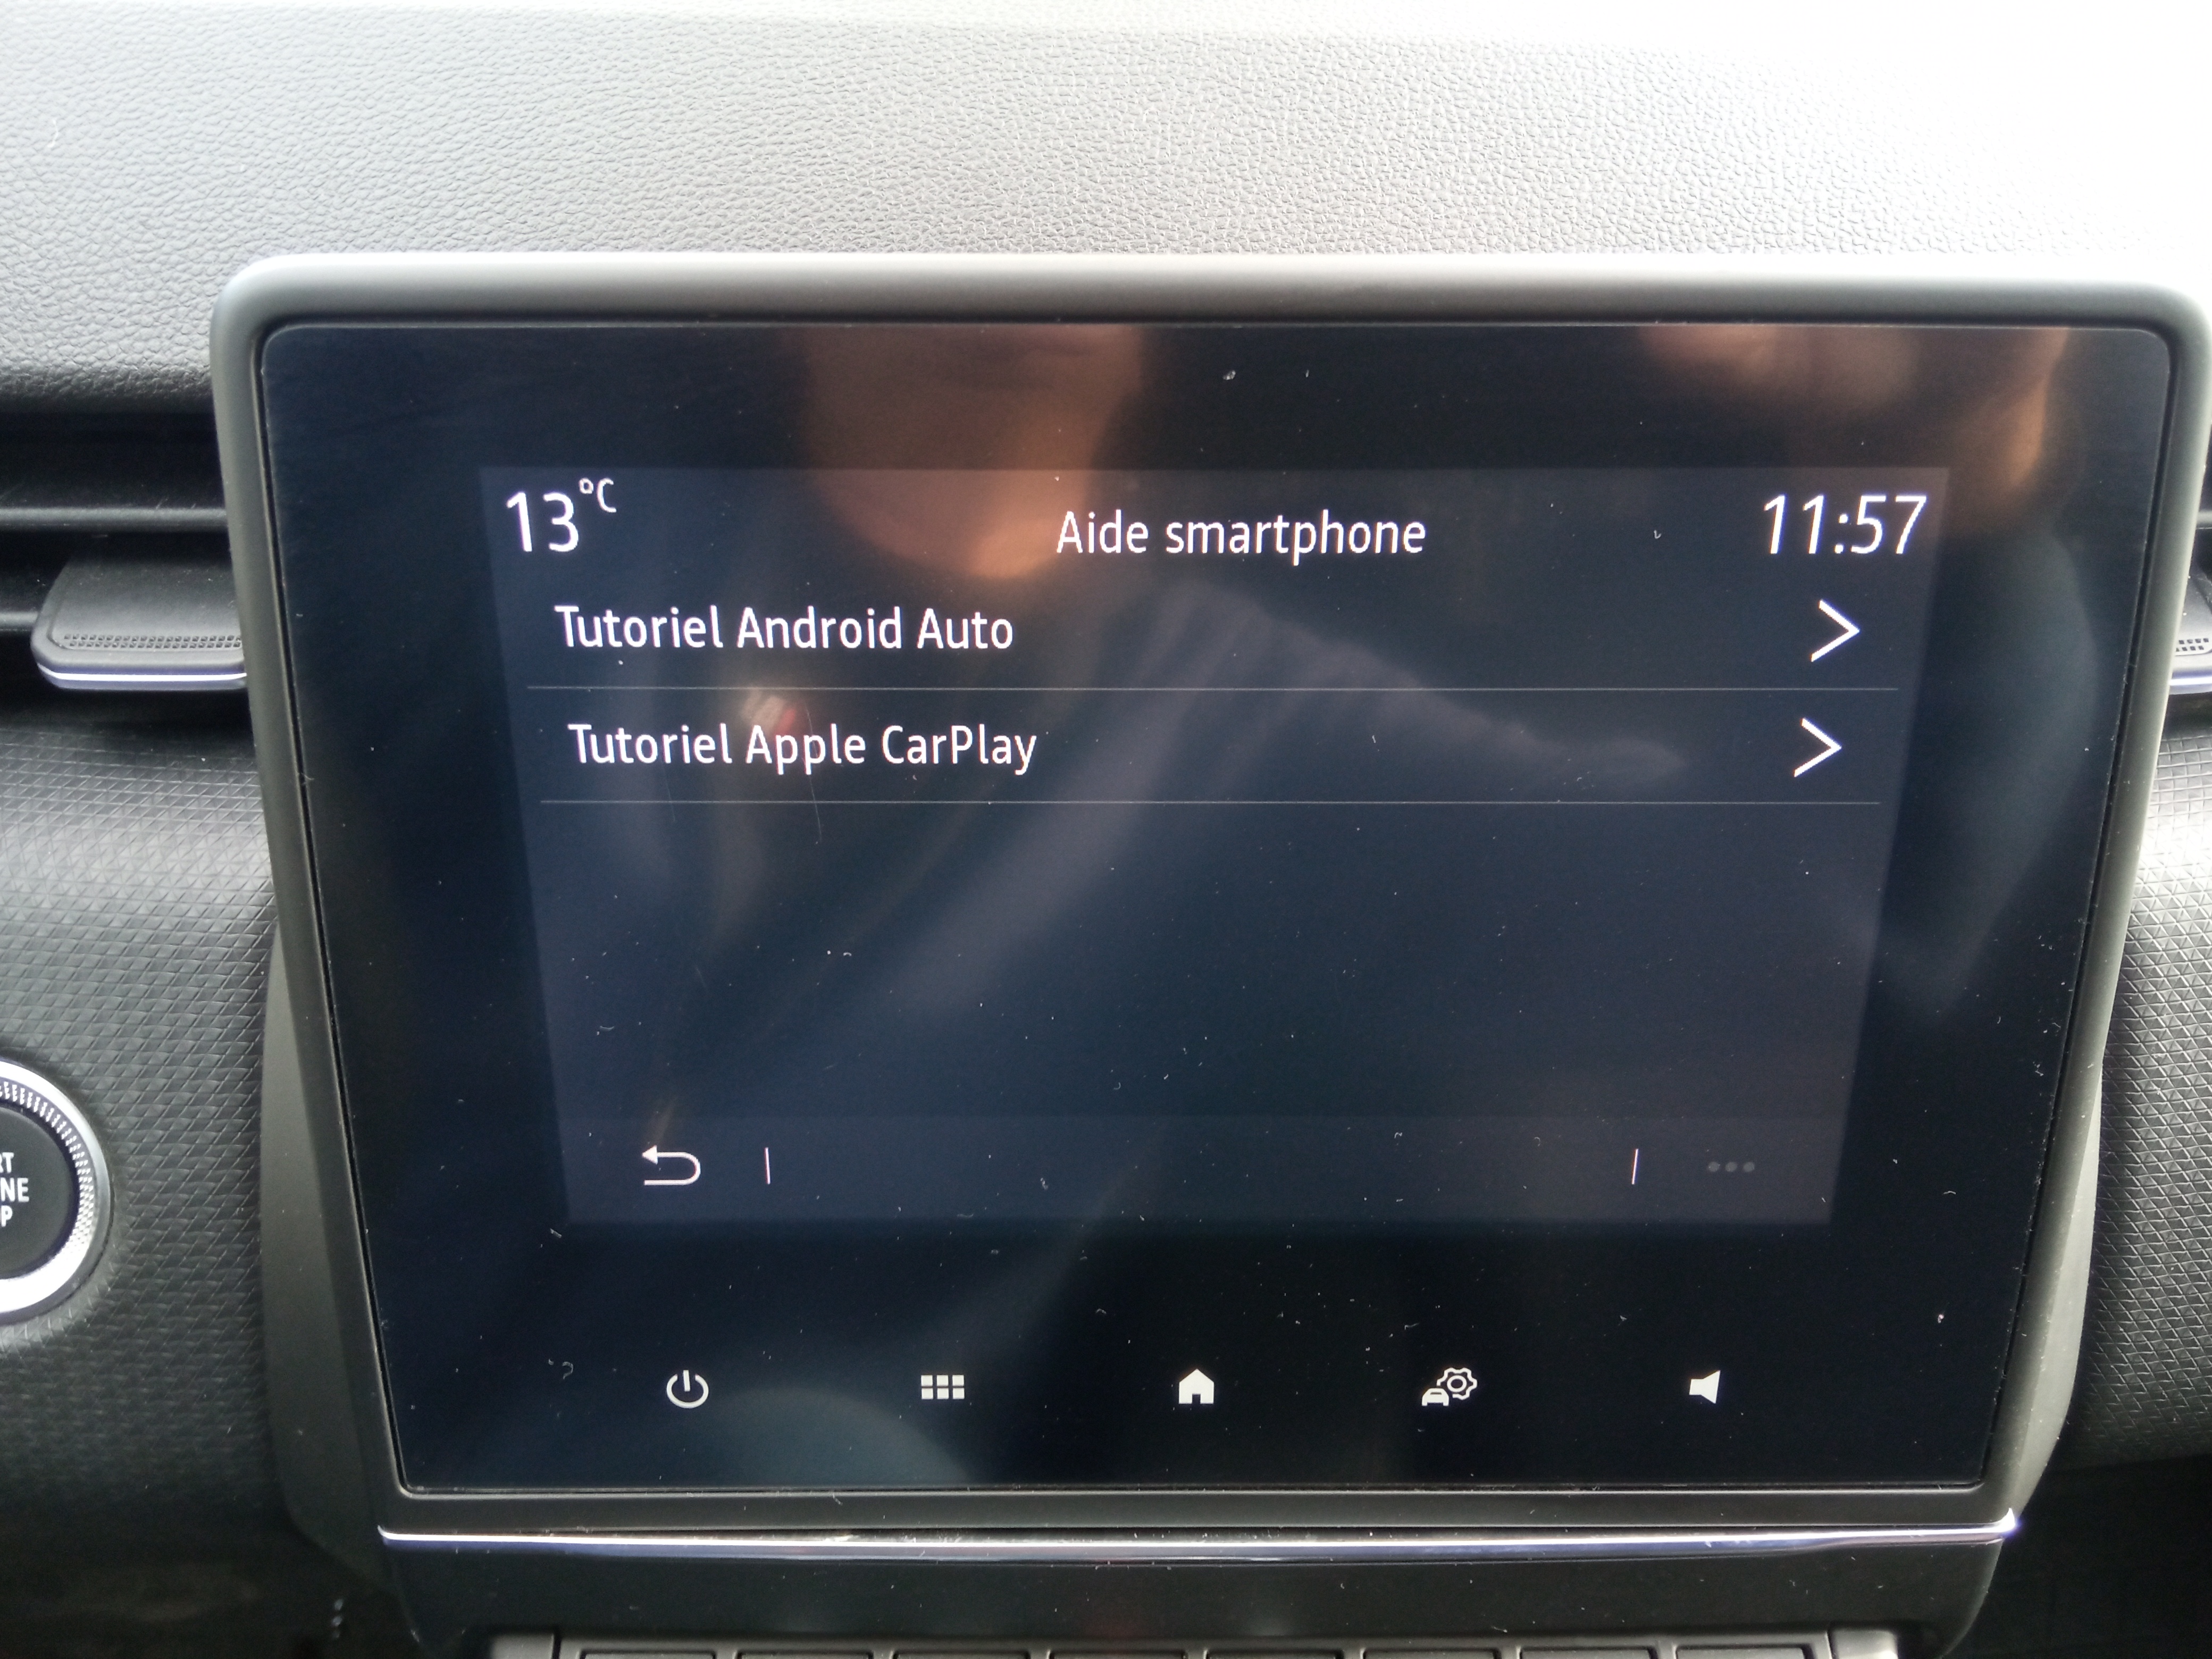 13°C
Aide smartphone
11:57
Tutoriel Android Auto
Tutoriel Apple CarPlay